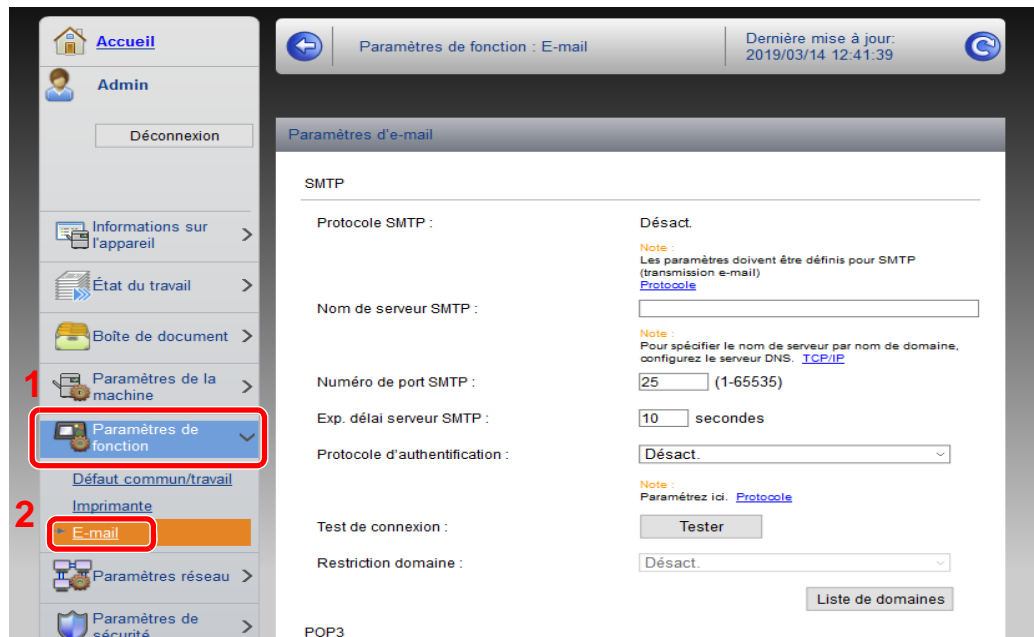 Accueil
Admin
Déconnexion
Informations sur
l'appareil
État du travail
Boîte de document
1
Paramètres de la
machine
Paramètres de
fonction
Défaut commun/travail
Imprimante
2
E-mail
Paramètres réseau
Paramètres de
sécurité
Paramètres de fonction : E-mail
Dernière mise à jour:
2019/03/14 12:41:39
Paramètres d'e-mail
SMTP
Protocole SMTP :
Désact.
Note :
Les paramètres doivent être définis pour SMTP
(transmission e-mail)
Protocole
Nom de serveur SMTP :
Note :
Pour spécifier le nom de serveur par nom de domaine,
configurez le serveur DNS. TCP/IP
Numéro de port SMTP :
25 (1-65535)
Exp. délai serveur SMTP :
10 secondes
Protocole d'authentification :
Désact.
Note :
Paramétrez ici. Protocole
Test de connexion :
Tester
Restriction domaine :
Désact.
Liste de domaines
POP3